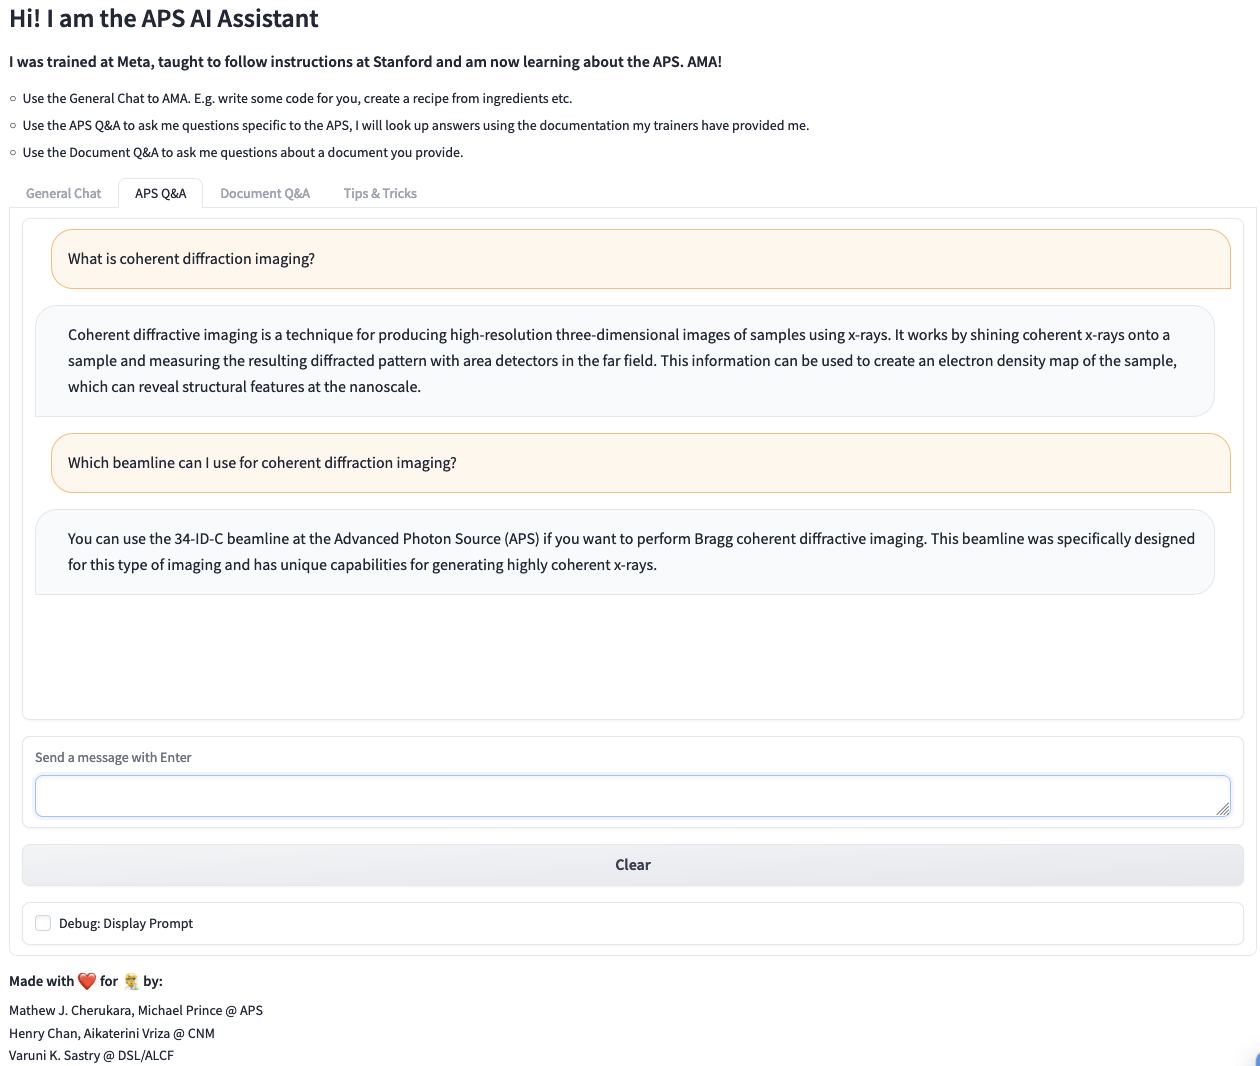 Hi! I am the APS AI Assistant
I was trained at Meta, taught to follow instructions at Stanford and am now learning about the APS. AMA!
Use the General Chat to AMA. E.g. write some code for you, create a recipe from ingredients etc.
Use the APS Q&A to ask me questions specific to the APS, I will look up answers using the documentation my trainers have provided me.
Use the Document Q&A to ask me questions about a document you provide.
General Chat APS Q&A Document Q&A Tips & Tricks
What is coherent diffraction imaging?
Coherent diffractive imaging is a technique for producing high-resolution three-dimensional images of samples using x-rays. It works by shining coherent x-rays onto a
sample and measuring the resulting diffracted pattern with area detectors in the far field. This information can be used to create an electron density map of the sample,
which can reveal structural features at the nanoscale.
Which beamline can I use for coherent diffraction imaging?
You can use the 34-ID-C beamline at the Advanced Photon Source (APS) if you want to perform Bragg coherent diffractive imaging. This beamline was specifically designed
for this type of imaging and has unique capabilities for generating highly coherent x-rays.
Send a message with Enter
Clear
Debug: Display Prompt
Made with ❤️ for 👨‍🔬 by:
Mathew J. Cherukara, Michael Prince @ APS
Henry Chan, Aikaterini Vriza @ CNM
Varuni K. Sastry @ DSL/ALCF